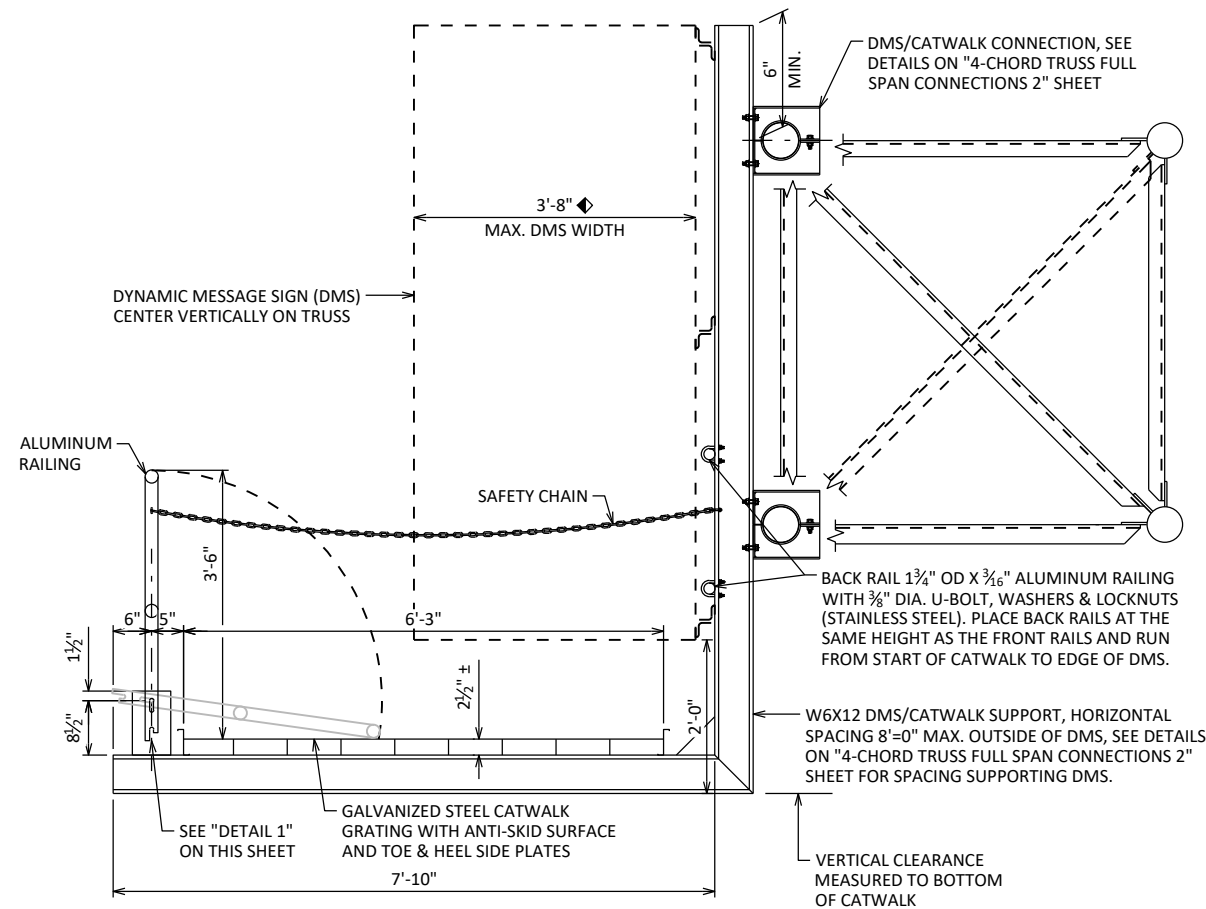 6"
MIN.
DMS/CATWALK CONNECTION, SEE
DETAILS ON "4-CHORD TRUSS FULL
SPAN CONNECTIONS 2" SHEET
3'-8"
MAX. DMS WIDTH
DYNAMIC MESSAGE SIGN (DMS)
CENTER VERTICALLY ON TRUSS
ALUMINUM
RAILING
SAFETY CHAIN
3'-6"
6"
5"
6'-3"
1½"
8½"
2½" ±
2'-0"
BACK RAIL 1¾" OD X 3⁄16" ALUMINUM RAILING
WITH ⅜" DIA. U-BOLT, WASHERS & LOCKNUTS
(STAINLESS STEEL). PLACE BACK RAILS AT THE
SAME HEIGHT AS THE FRONT RAILS AND RUN
FROM START OF CATWALK TO EDGE OF DMS.
W6X12 DMS/CATWALK SUPPORT, HORIZONTAL
SPACING 8'=0" MAX. OUTSIDE OF DMS, SEE DETAILS
ON "4-CHORD TRUSS FULL SPAN CONNECTIONS 2"
SHEET FOR SPACING SUPPORTING DMS.
SEE "DETAIL 1"
ON THIS SHEET
GALVANIZED STEEL CATWALK
GRATING WITH ANTI-SKID SURFACE
AND TOE & HEEL SIDE PLATES
7'-10"
VERTICAL CLEARANCE
MEASURED TO BOTTOM
OF CATWALK